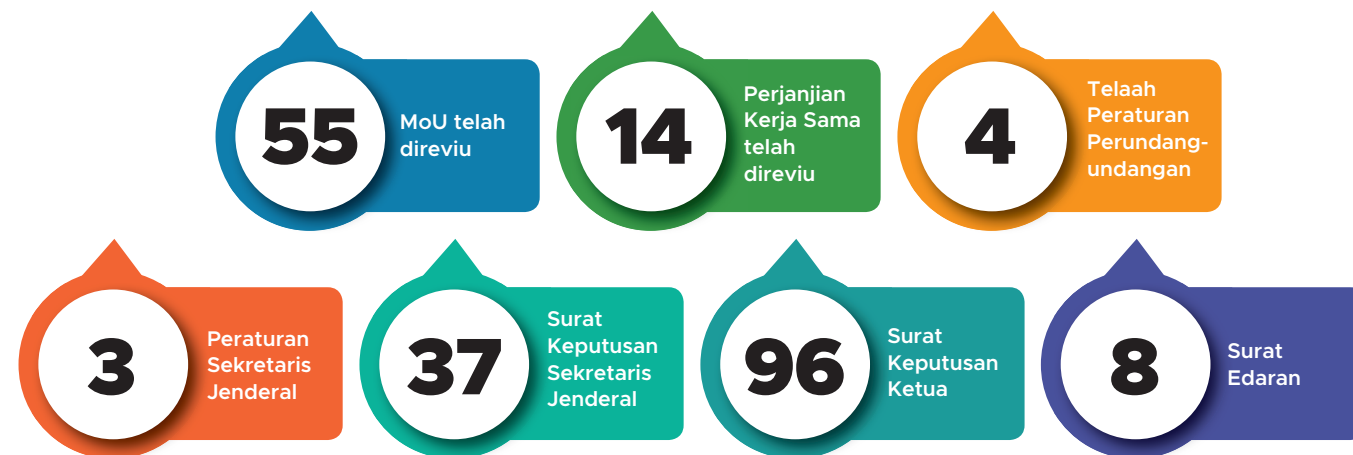 55
MoU telah
direviu
14
Perjanjian
Kerja Sama
telah
direviu
4
Telaah
Peraturan
Perundang-
undangan
3
Peraturan
Sekretaris
Jenderal
37
Surat
Keputusan
Sekretaris
Jenderal
96
Surat
Keputusan
Ketua
8
Surat
Edaran